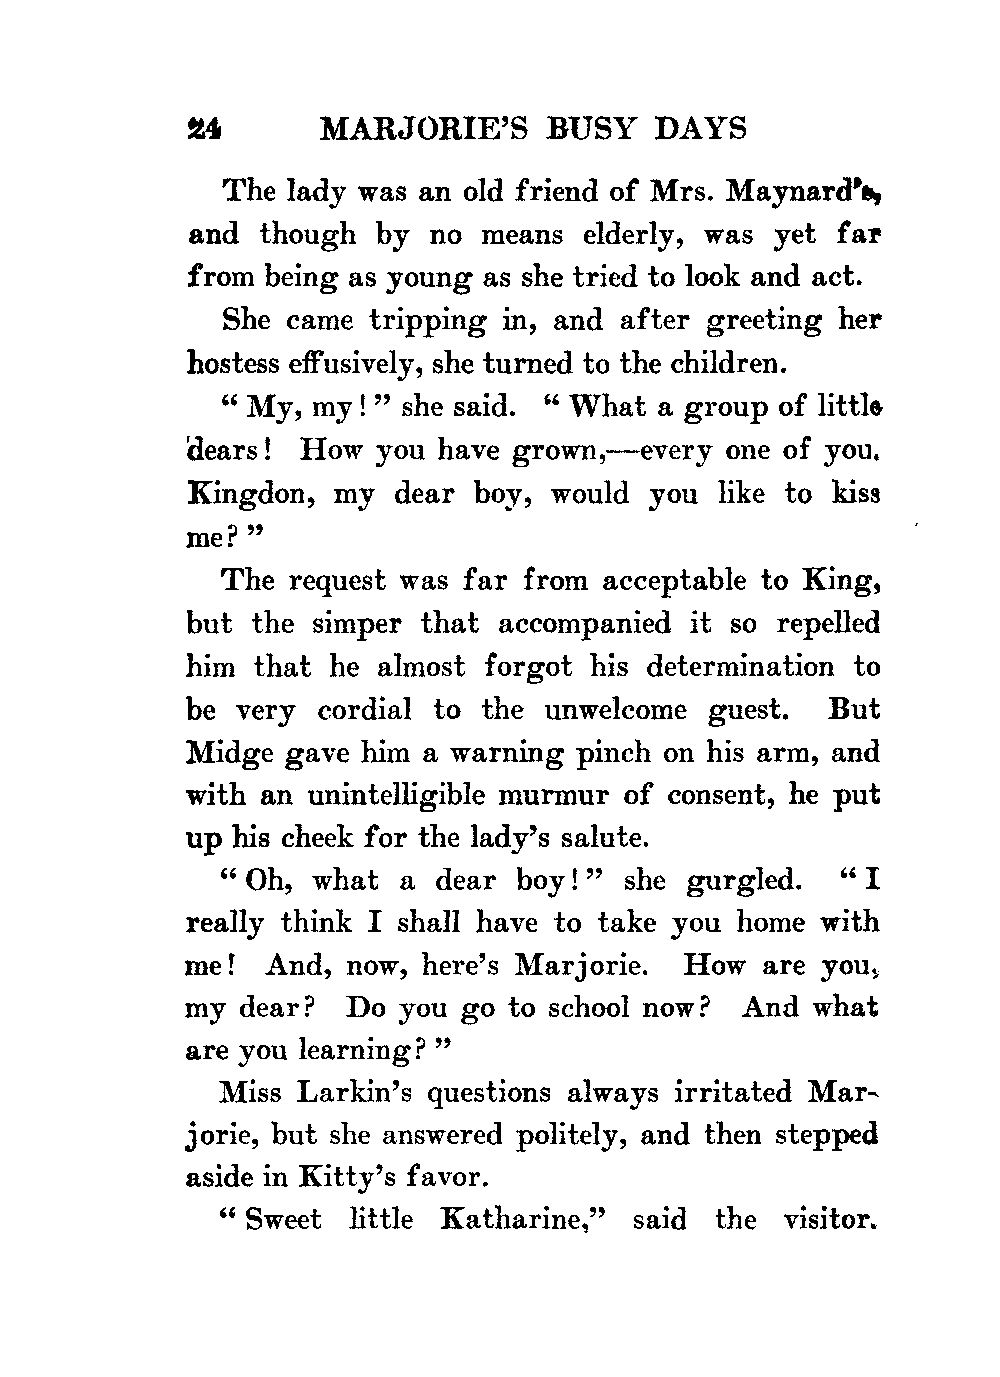 24 MARJORIE'S BUSY DAYS
The lady was an old friend of Mrs. Maynard's,
and though by no means elderly, was yet far
from being as young as she tried to look and act.
She came tripping in, and after greeting her
hostess effusively, she turned to the children.
“ My, my ! ” she said. “ What a group of little
dears ! How you have grown,—every one of you.
Kingdon, my dear boy, would you like to kiss
me? ”
The request was far from acceptable to King,
but the simper that accompanied it so repelled
him that he almost forgot his determination to
be very cordial to the unwelcome guest. But
Midge gave him a warning pinch on his arm, and
with an unintelligible murmur of consent, he put
up his cheek for the lady's salute.
“ Oh, what a dear boy! ” she gurgled. “ I
really think I shall have to take you home with
me! And, now, here's Marjorie. How are you,
my dear? Do you go to school now? And what
are you learning? ”
Miss Larkin's questions always irritated Mar-
jorie, but she answered politely, and then stepped
aside in Kitty's favor.
“ Sweet little Katharine,” said the visitor.